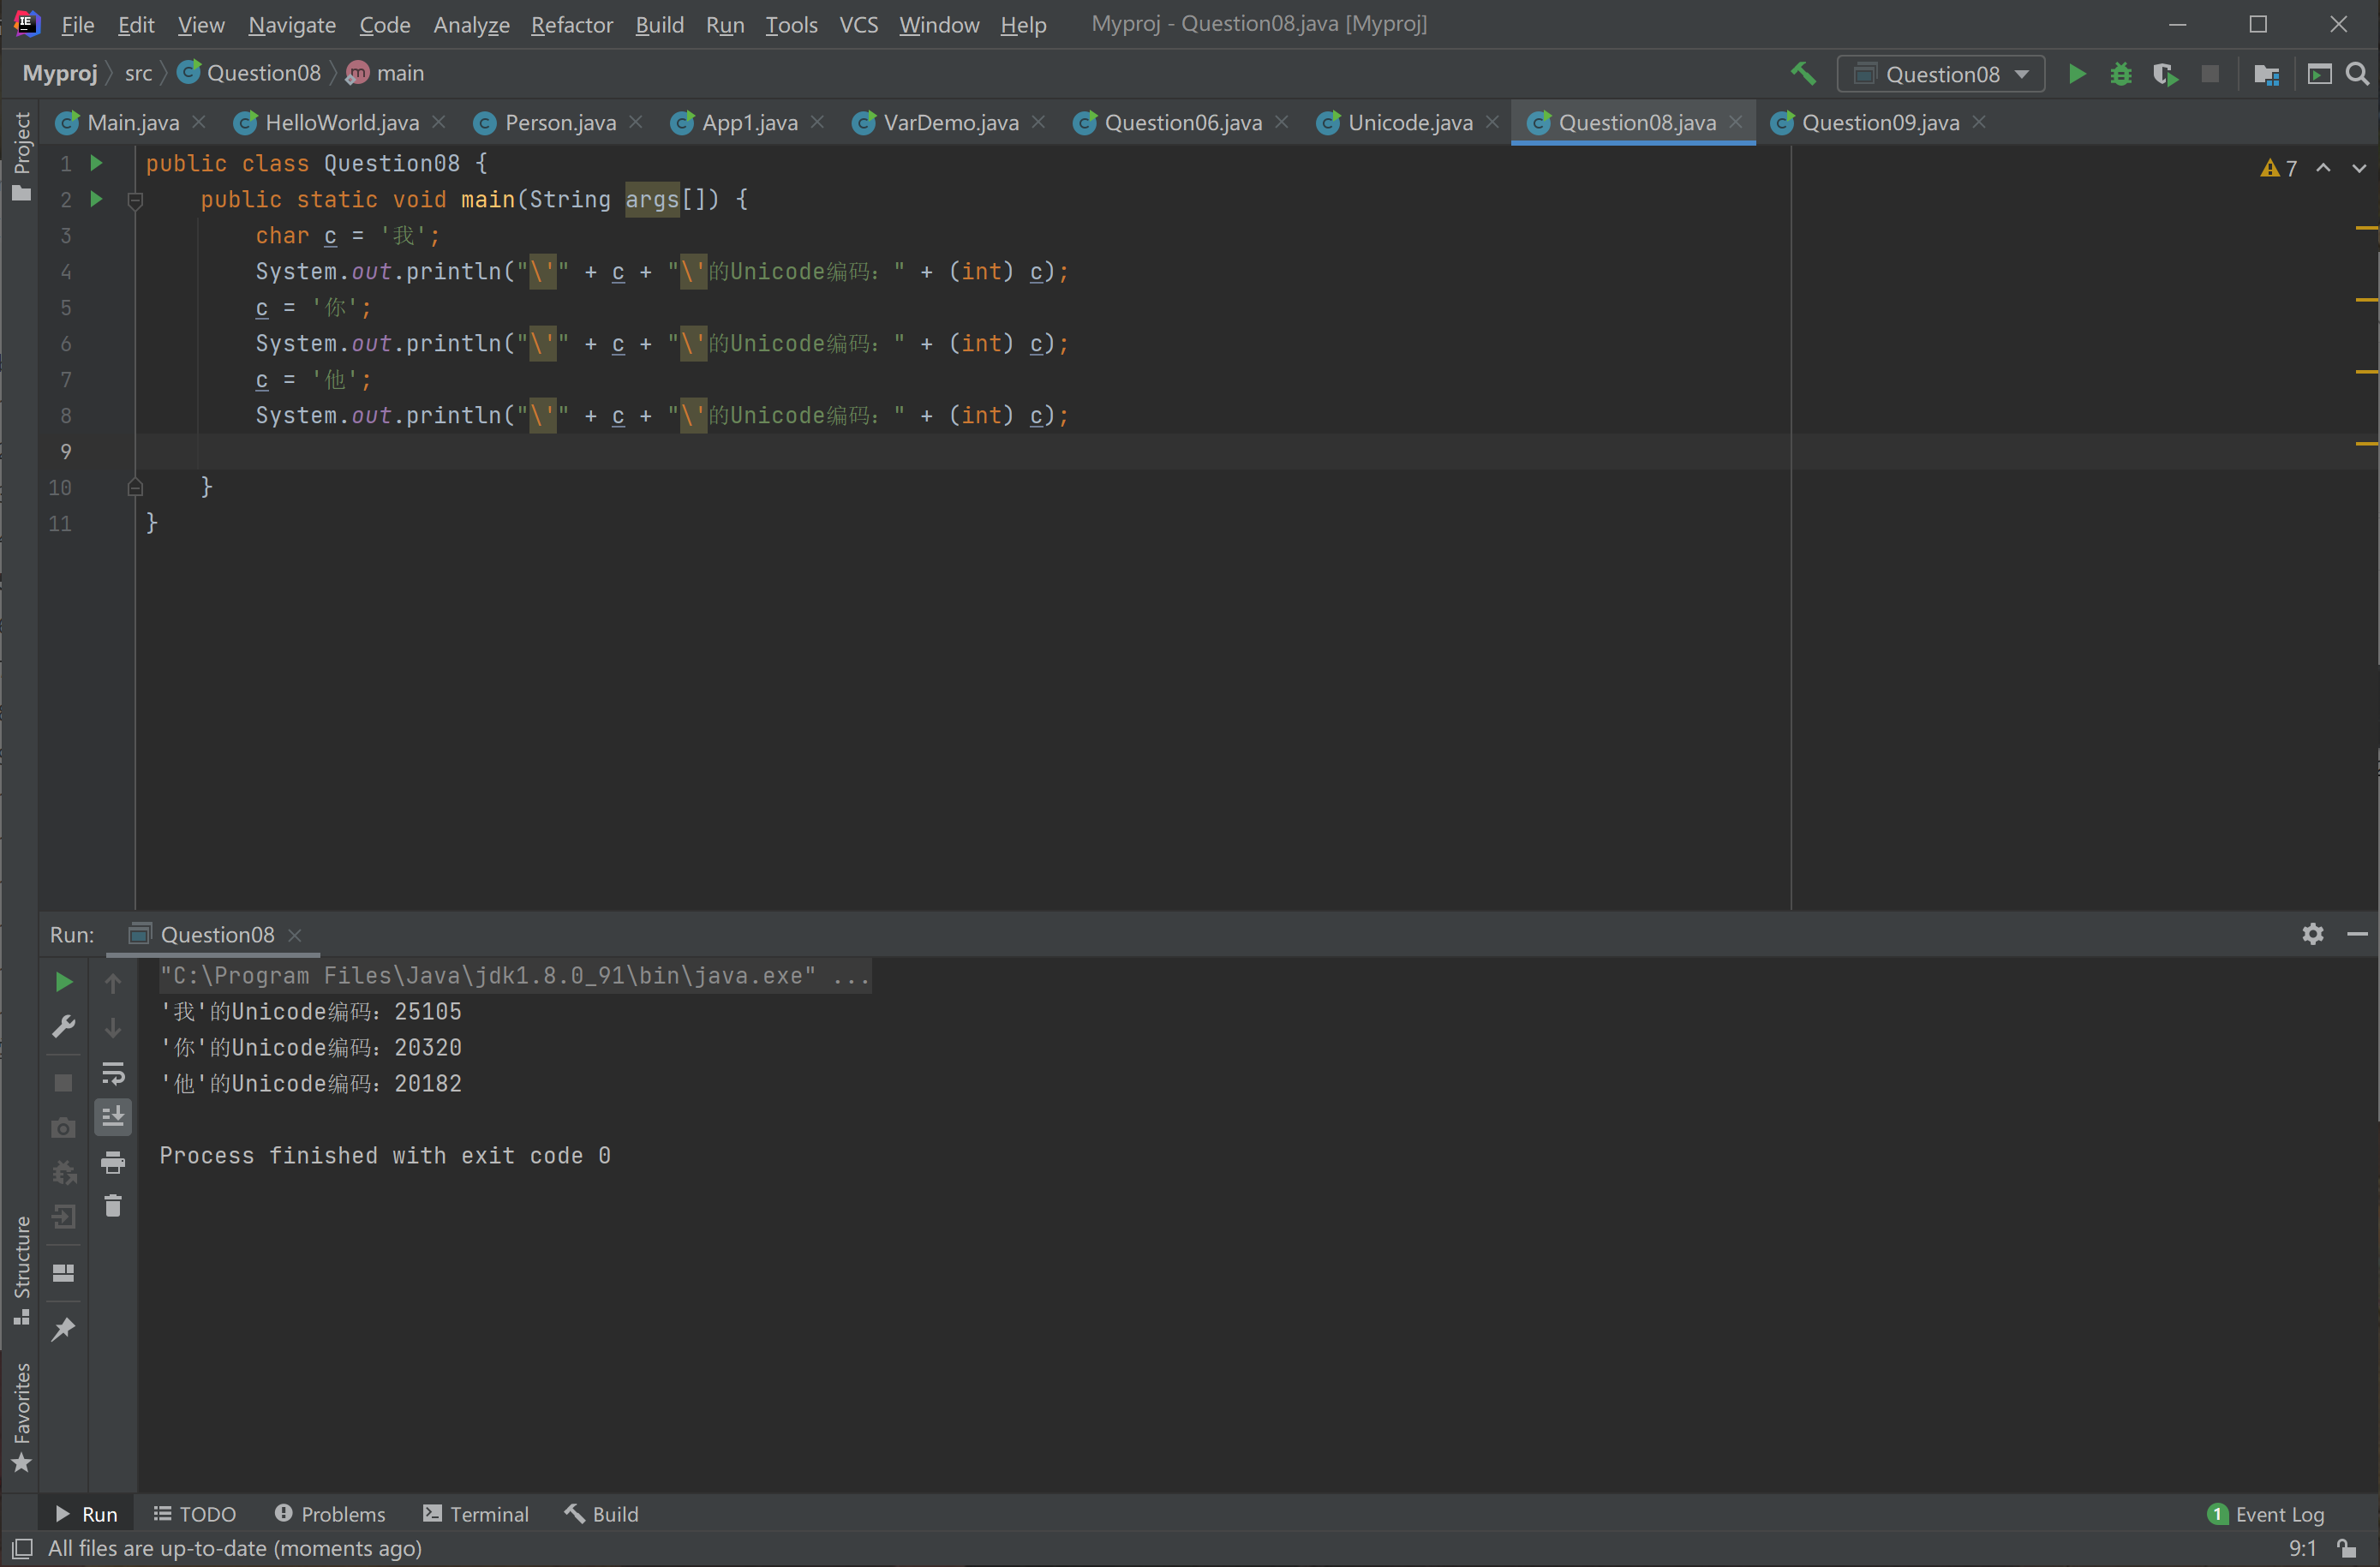 File Edit View Navigate Code Analyze Refactor Build Run Tools VCS Window Help Myproj - Question08.java [Myproj]
Myproj src Question08 main Question08
Main.java HelloWorld.java Person.java App1.java VarDemo.java Question06.java Unicode.java Question08.java Question09.java
Project
7
1 public class Question08 {
2 public static void main(String args[]) {
3 char c = '我';
4 System.out.println("\'" + c + "\'的Unicode编码：" + (int) c);
5 c = '你';
6 System.out.println("\'" + c + "\'的Unicode编码：" + (int) c);
7 c = '他';
8 System.out.println("\'" + c + "\'的Unicode编码：" + (int) c);
9
10 }
11 }
Run: Question08
"C:\Program Files\Java\jdk1.8.0_91\bin\java.exe" ...
'我'的Unicode编码：25105
'你'的Unicode编码：20320
'他'的Unicode编码：20182
Process finished with exit code 0
Structure
Favorites
Run TODO Problems Terminal Build 1 Event Log
All files are up-to-date (moments ago) 9:1